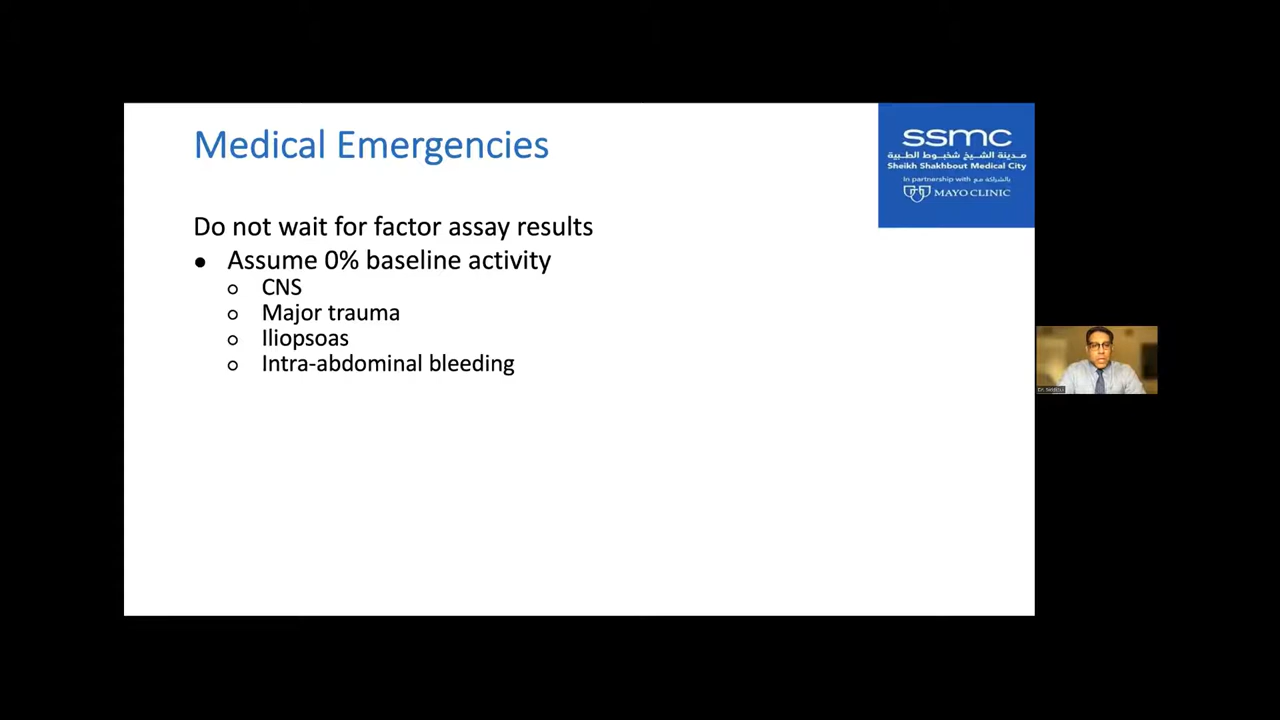 Medical Emergencies
ssmc
مدينة الشيخ شخبوط الطبية
Sheikh Shakhbout Medical City
In partnership with بالشراكة مع
MAYO CLINIC
Do not wait for factor assay results
● Assume 0% baseline activity
○ CNS
○ Major trauma
○ Iliopsoas
○ Intra-abdominal bleeding